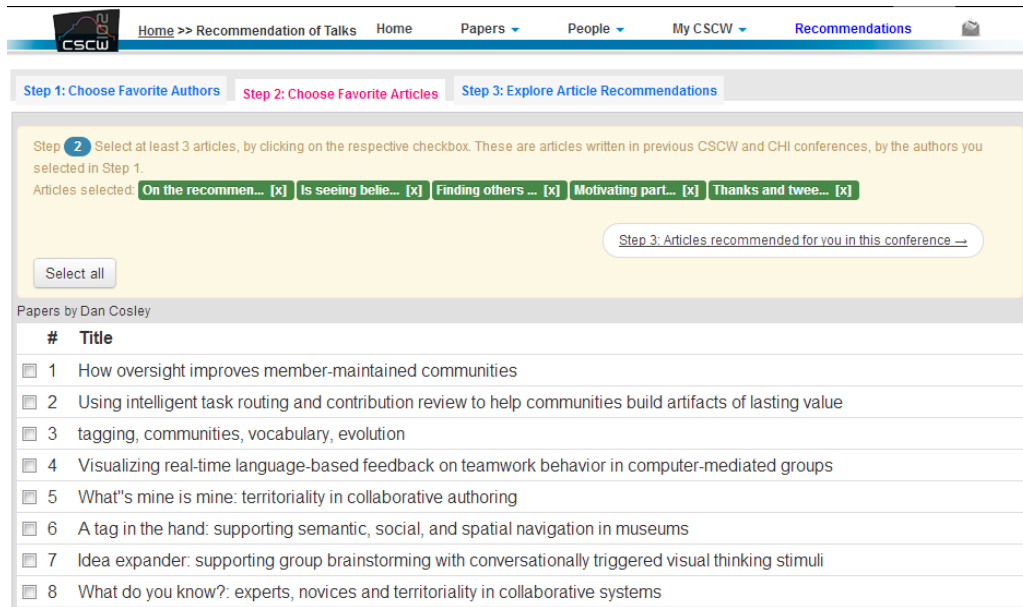 CSCW 2012
Home >> Recommendation of Talks Home Papers People My CSCW Recommendations
Step 1: Choose Favorite Authors Step 2: Choose Favorite Articles Step 3: Explore Article Recommendations
Step 2 Select at least 3 articles, by clicking on the respective checkbox. These are articles written in previous CSCW and CHI conferences, by the authors you
selected in Step 1.
Articles selected: On the recommen... [x] Is seeing belie... [x] Finding others ... [x] Motivating part... [x] Thanks and twee... [x]
Step 3: Articles recommended for you in this conference →
Select all
Papers by Dan Cosley
# Title
1 How oversight improves member-maintained communities
2 Using intelligent task routing and contribution review to help communities build artifacts of lasting value
3 tagging, communities, vocabulary, evolution
4 Visualizing real-time language-based feedback on teamwork behavior in computer-mediated groups
5 What"s mine is mine: territoriality in collaborative authoring
6 A tag in the hand: supporting semantic, social, and spatial navigation in museums
7 Idea expander: supporting group brainstorming with conversationally triggered visual thinking stimuli
8 What do you know?: experts, novices and territoriality in collaborative systems